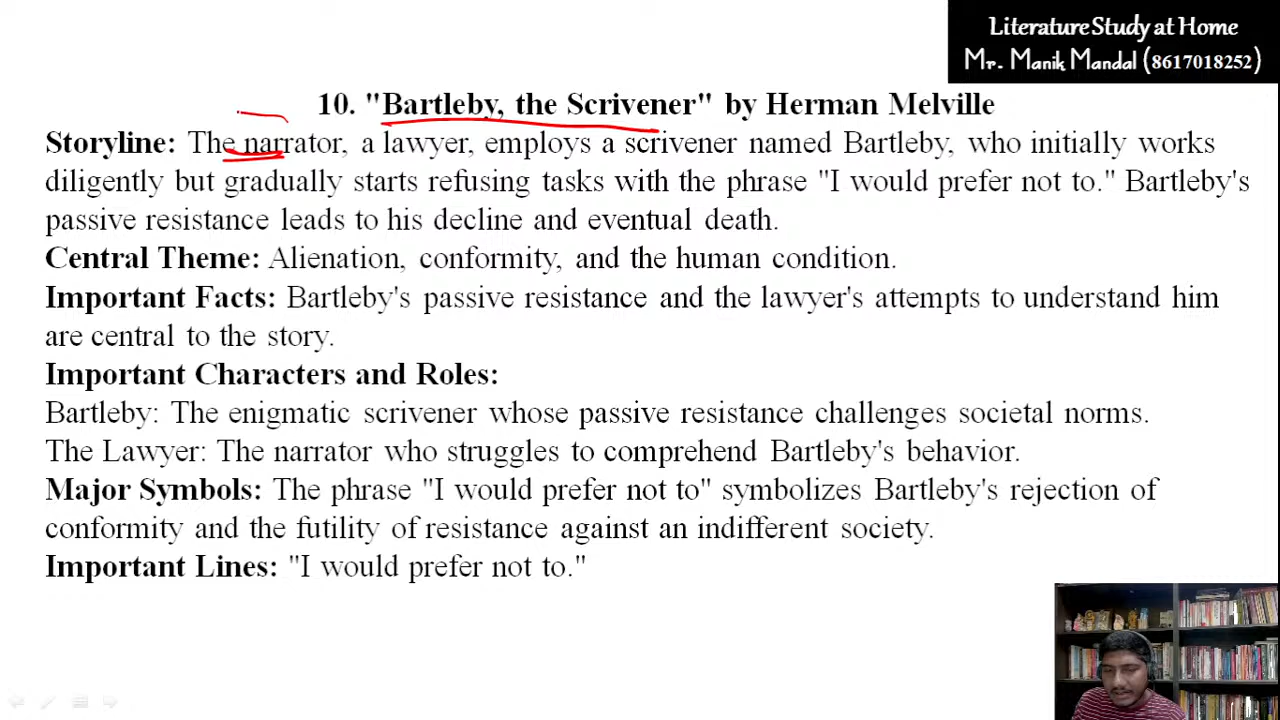 Literature Study at Home
Mr. Manik Mandal (8617018252)
10. "Bartleby, the Scrivener" by Herman Melville
Storyline: The narrator, a lawyer, employs a scrivener named Bartleby, who initially works
diligently but gradually starts refusing tasks with the phrase "I would prefer not to." Bartleby's
passive resistance leads to his decline and eventual death.
Central Theme: Alienation, conformity, and the human condition.
Important Facts: Bartleby's passive resistance and the lawyer's attempts to understand him
are central to the story.
Important Characters and Roles:
Bartleby: The enigmatic scrivener whose passive resistance challenges societal norms.
The Lawyer: The narrator who struggles to comprehend Bartleby's behavior.
Major Symbols: The phrase "I would prefer not to" symbolizes Bartleby's rejection of
conformity and the futility of resistance against an indifferent society.
Important Lines: "I would prefer not to."